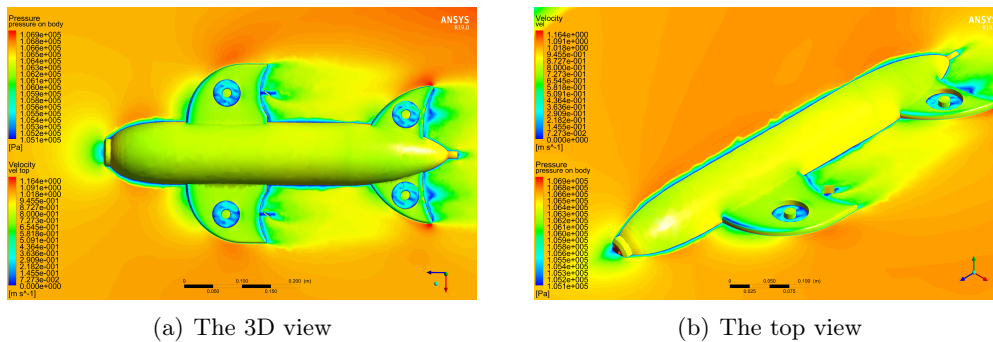 Pressure
pressure on body
1.069e+005
1.068e+005
1.066e+005
1.065e+005
1.064e+005
1.063e+005
1.061e+005
1.060e+005
1.059e+005
1.058e+005
1.056e+005
1.055e+005
1.054e+005
1.053e+005
1.052e+005
1.051e+005
[Pa]
Velocity
vel top
1.164e+000
1.091e+000
1.018e+000
9.455e-001
8.727e-001
8.000e-001
7.273e-001
6.545e-001
5.818e-001
5.091e-001
4.364e-001
3.636e-001
2.909e-001
2.182e-001
1.455e-001
7.273e-002
0.000e+000
[m s^-1]
ANSYS
R19.0
0 0.100 0.200 (m)
0.050 0.150
(a) The 3D view
Velocity
vel
1.164e+000
1.091e+000
1.018e+000
9.455e-001
8.727e-001
8.000e-001
7.273e-001
6.545e-001
5.818e-001
5.091e-001
4.364e-001
3.636e-001
2.909e-001
2.182e-001
1.455e-001
7.273e-002
0.000e+000
[m s^-1]
Pressure
pressure on body
1.069e+005
1.068e+005
1.066e+005
1.065e+005
1.064e+005
1.063e+005
1.061e+005
1.060e+005
1.059e+005
1.058e+005
1.056e+005
1.055e+005
1.054e+005
1.053e+005
1.052e+005
1.051e+005
[Pa]
ANSYS
R19.0
0 0.050 0.100 (m)
0.025 0.075
(b) The top view